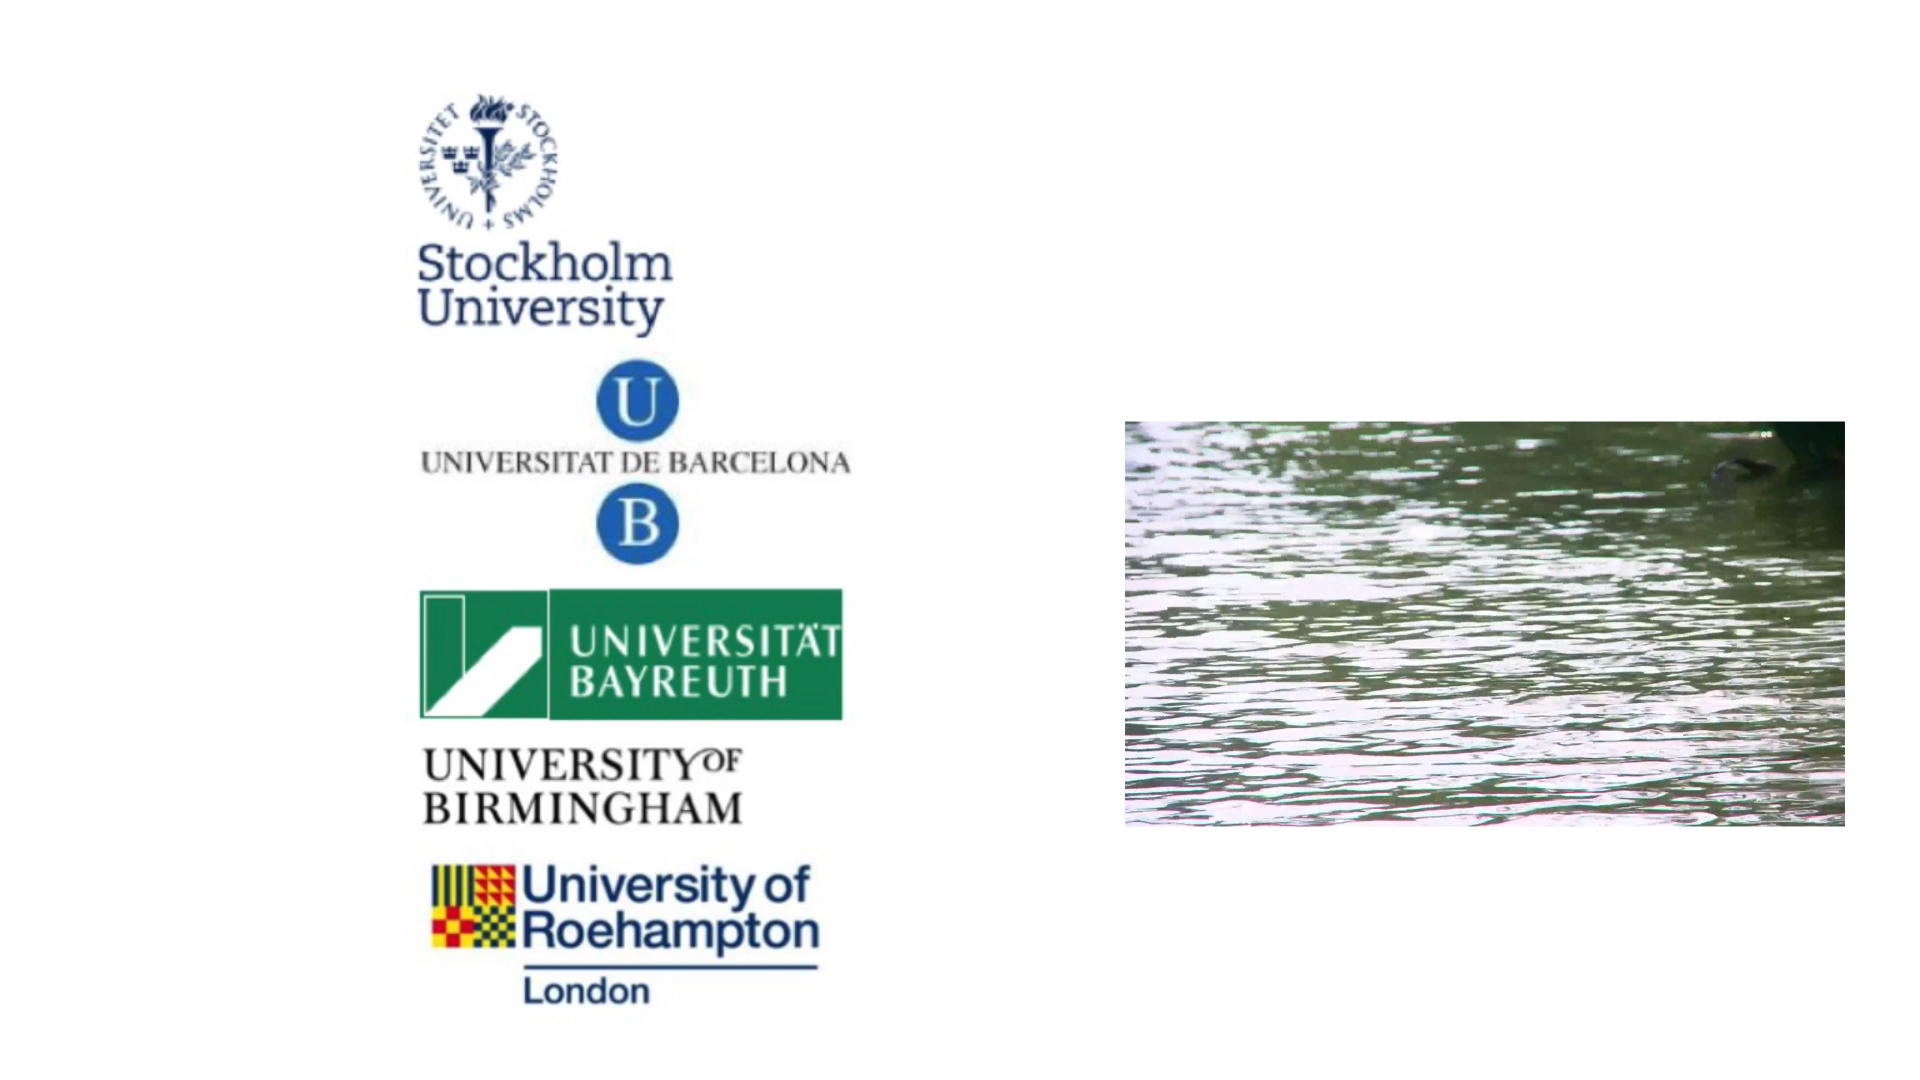 UNIVERSITET STOCKHOLMS +
Stockholm
University
U
UNIVERSITAT DE BARCELONA
B
UNIVERSITÄT
BAYREUTH
UNIVERSITY OF
BIRMINGHAM
University of
Roehampton
London